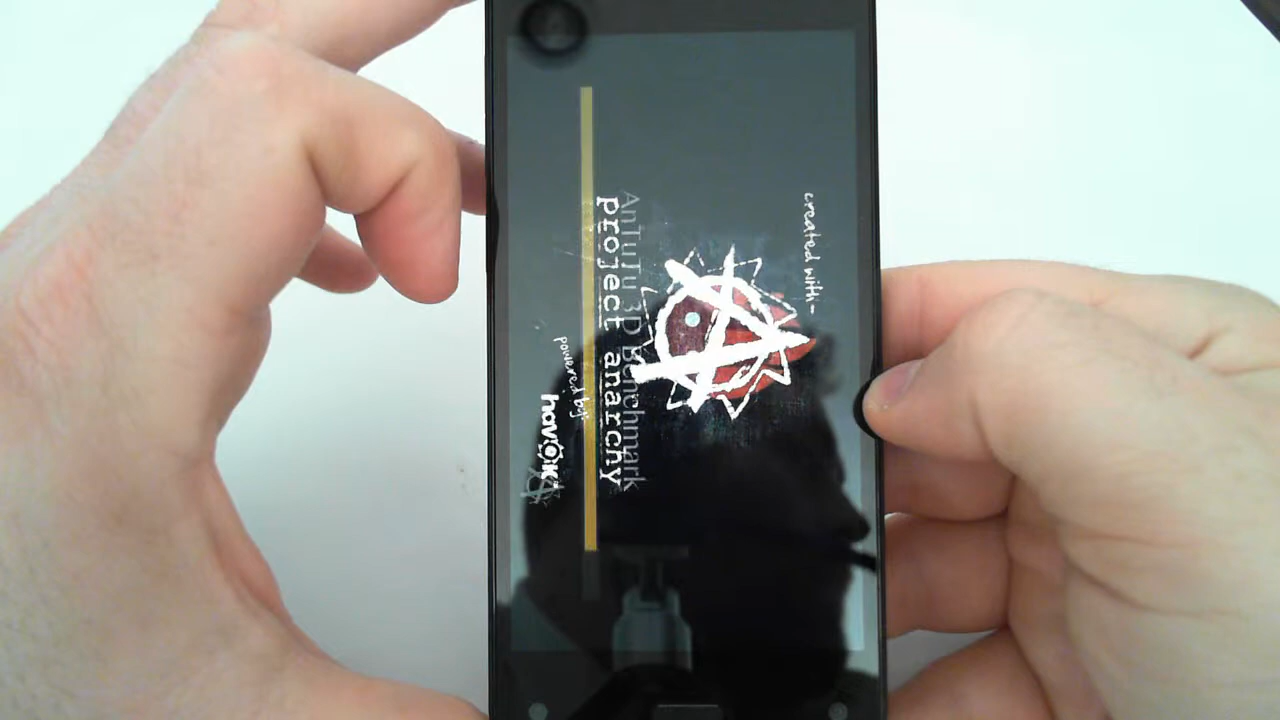 created with-
AnTuTu 3D Benchmark
project anarchy
powered by:
havok